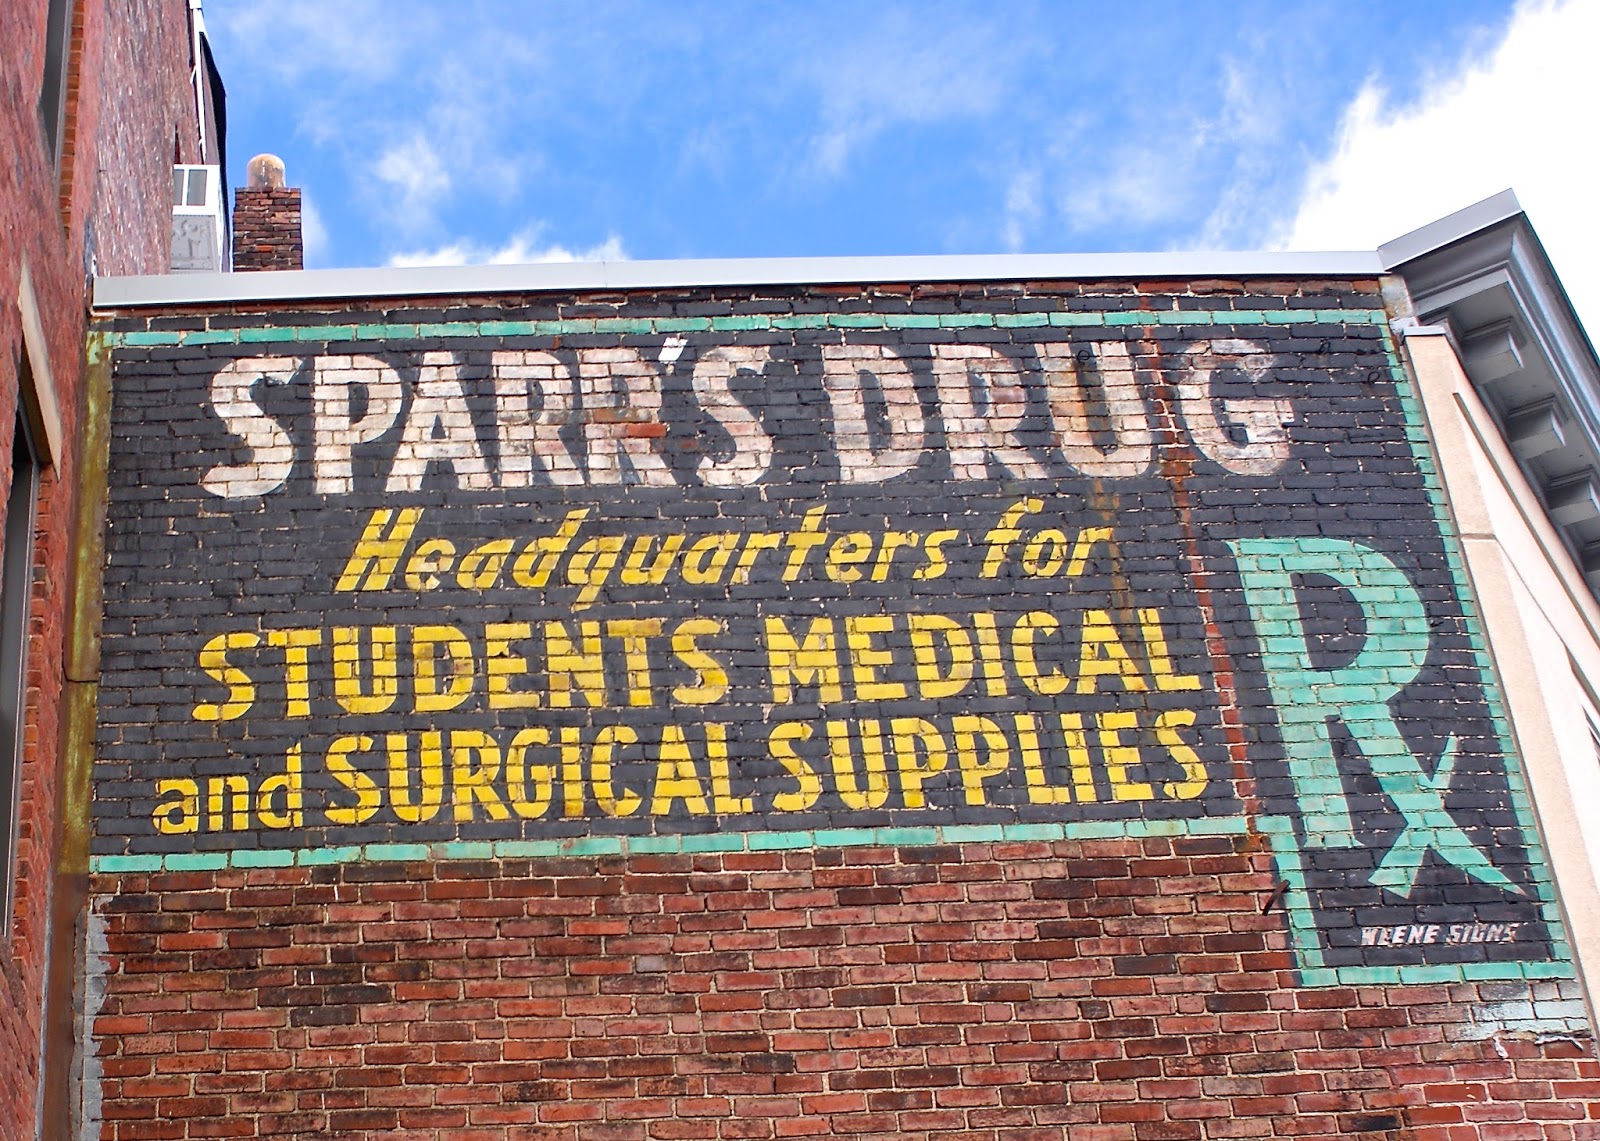 SPARR'S DRUG
Headquarters for
STUDENTS MEDICAL
and SURGICAL SUPPLIES
Rx
KEENE SIGNS